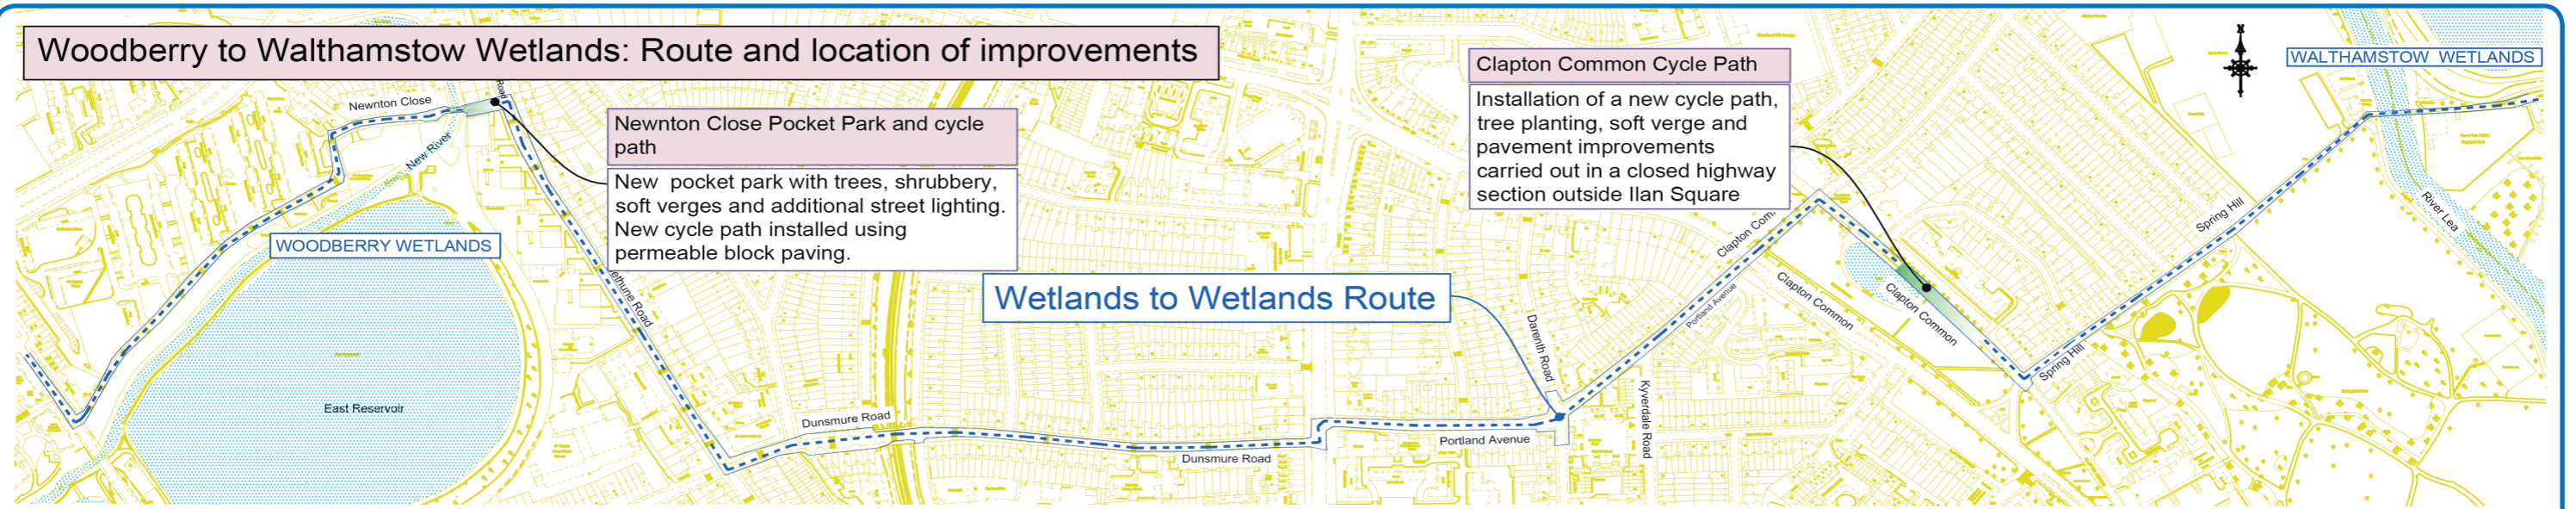 Woodberry to Walthamstow Wetlands: Route and location of improvements
Clapton Common Cycle Path
Installation of a new cycle path,
tree planting, soft verge and
pavement improvements
carried out in a closed highway
section outside Ilan Square
WALTHAMSTOW WETLANDS
Newnton Close
Road
Newnton Close Pocket Park and cycle
path
New pocket park with trees, shrubbery,
soft verges and additional street lighting.
New cycle path installed using
permeable block paving.
New River
WOODBERRY WETLANDS
East Reservoir
ethune Road
Wetlands to Wetlands Route
Dunsmure Road
Dunsmure Road
Portland Avenue
Darenth Road
Kyverdale Road
Portland Avenue
Clapton Com
Clapton Common
Clapton Common
Spring Hill
Spring Hill
River Lea